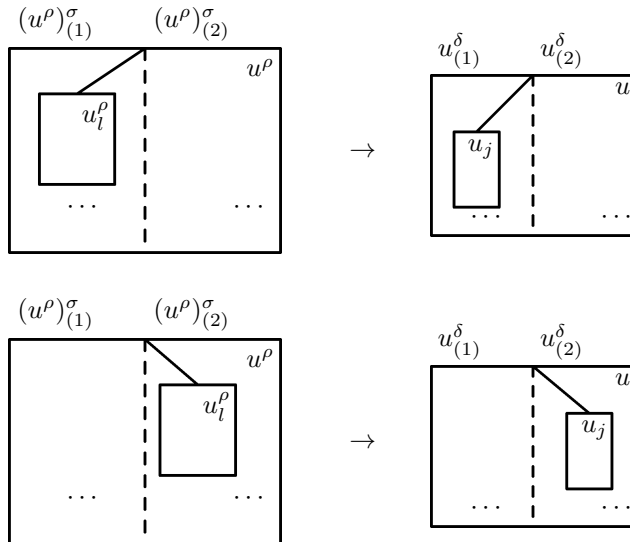 (u^ρ)^σ_(1) (u^ρ)^σ_(2) u^δ_(1) u^δ_(2)
u^ρ u
u^ρ_l u_j
→
... ... ... ...
(u^ρ)^σ_(1) (u^ρ)^σ_(2) u^δ_(1) u^δ_(2)
u^ρ u
u^ρ_l u_j
→
... ... ... ...